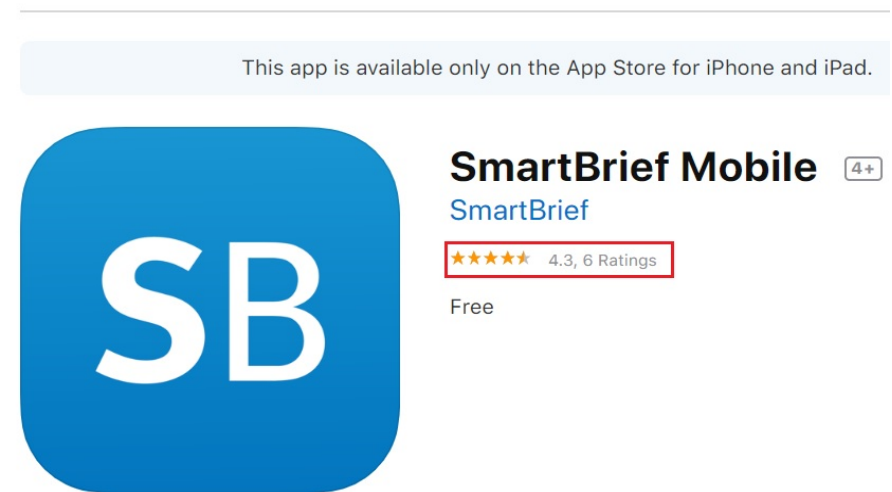 This app is available only on the App Store for iPhone and iPad.
SB
SmartBrief Mobile 4+
SmartBrief
4.3, 6 Ratings
Free